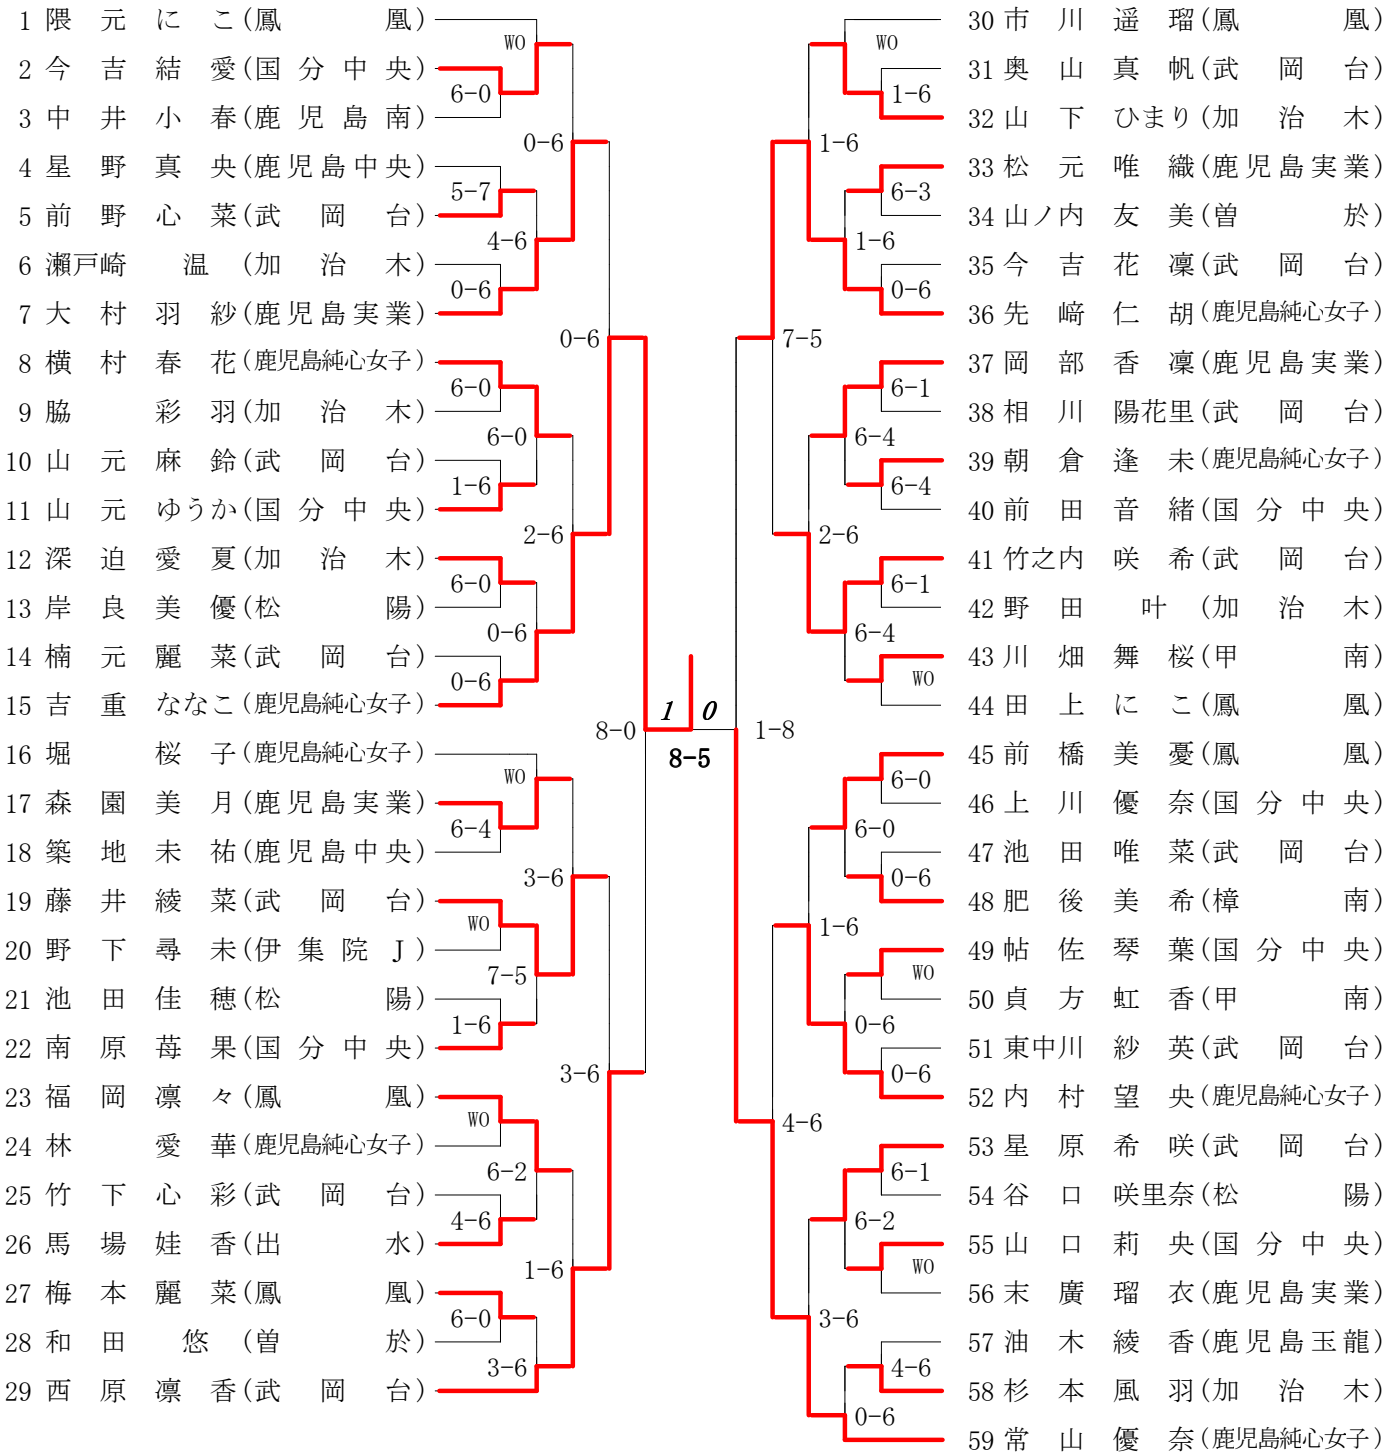 1 隈元にこ(鳳凰)
2 今吉結愛(国分中央)
3 中井小春(鹿児島南)
4 星野真央(鹿児島中央)
5 前野心菜(武岡台)
6 瀬戸崎温(加治木)
7 大村羽紗(鹿児島実業)
8 横村春花(鹿児島純心女子)
9 脇彩羽(加治木)
10 山元麻鈴(武岡台)
11 山元ゆうか(国分中央)
12 深迫愛夏(加治木)
13 岸良美優(松陽)
14 楠元麗菜(武岡台)
15 吉重ななこ(鹿児島純心女子)
16 堀桜子(鹿児島純心女子)
17 森園美月(鹿児島実業)
18 築地未祐(鹿児島中央)
19 藤井綾菜(武岡台)
20 野下尋未(伊集院J)
21 池田佳穂(松陽)
22 南原苺果(国分中央)
23 福岡凛々(鳳凰)
24 林愛華(鹿児島純心女子)
25 竹下心彩(武岡台)
26 馬場娃香(出水)
27 梅本麗菜(鳳凰)
28 和田悠(曽於)
29 西原凛香(武岡台)
WO
6-0
5-7
0-6
6-0
1-6
6-0
0-6
WO
6-4
WO
1-6
WO
4-6
6-0
4-6
6-0
0-6
7-5
6-2
3-6
0-6
2-6
3-6
1-6
0-6
3-6
8-0
1 0
8-5
1-8
7-5
4-6
1-6
2-6
1-6
3-6
WO
1-6
6-4
6-4
6-0
0-6
6-2
0-6
1-6
6-3
0-6
6-1
6-4
6-1
WO
6-0
0-6
WO
0-6
6-1
WO
4-6
30 市川遥瑠(鳳凰)
31 奥山真帆(武岡台)
32 山下ひまり(加治木)
33 松元唯織(鹿児島実業)
34 山ノ内友美(曽於)
35 今吉花凜(武岡台)
36 先﨑仁胡(鹿児島純心女子)
37 岡部香凜(鹿児島実業)
38 相川陽花里(武岡台)
39 朝倉逢未(鹿児島純心女子)
40 前田音緒(国分中央)
41 竹之内咲希(武岡台)
42 野田叶(加治木)
43 川畑舞桜(甲南)
44 田上にこ(鳳凰)
45 前橋美憂(鳳凰)
46 上川優奈(国分中央)
47 池田唯菜(武岡台)
48 肥後美希(樟南)
49 帖佐琴葉(国分中央)
50 貞方虹香(甲南)
51 東中川紗英(武岡台)
52 内村望央(鹿児島純心女子)
53 星原希咲(武岡台)
54 谷口咲里奈(松陽)
55 山口莉央(国分中央)
56 末廣瑠衣(鹿児島実業)
57 油木綾香(鹿児島玉龍)
58 杉本風羽(加治木)
59 常山優奈(鹿児島純心女子)